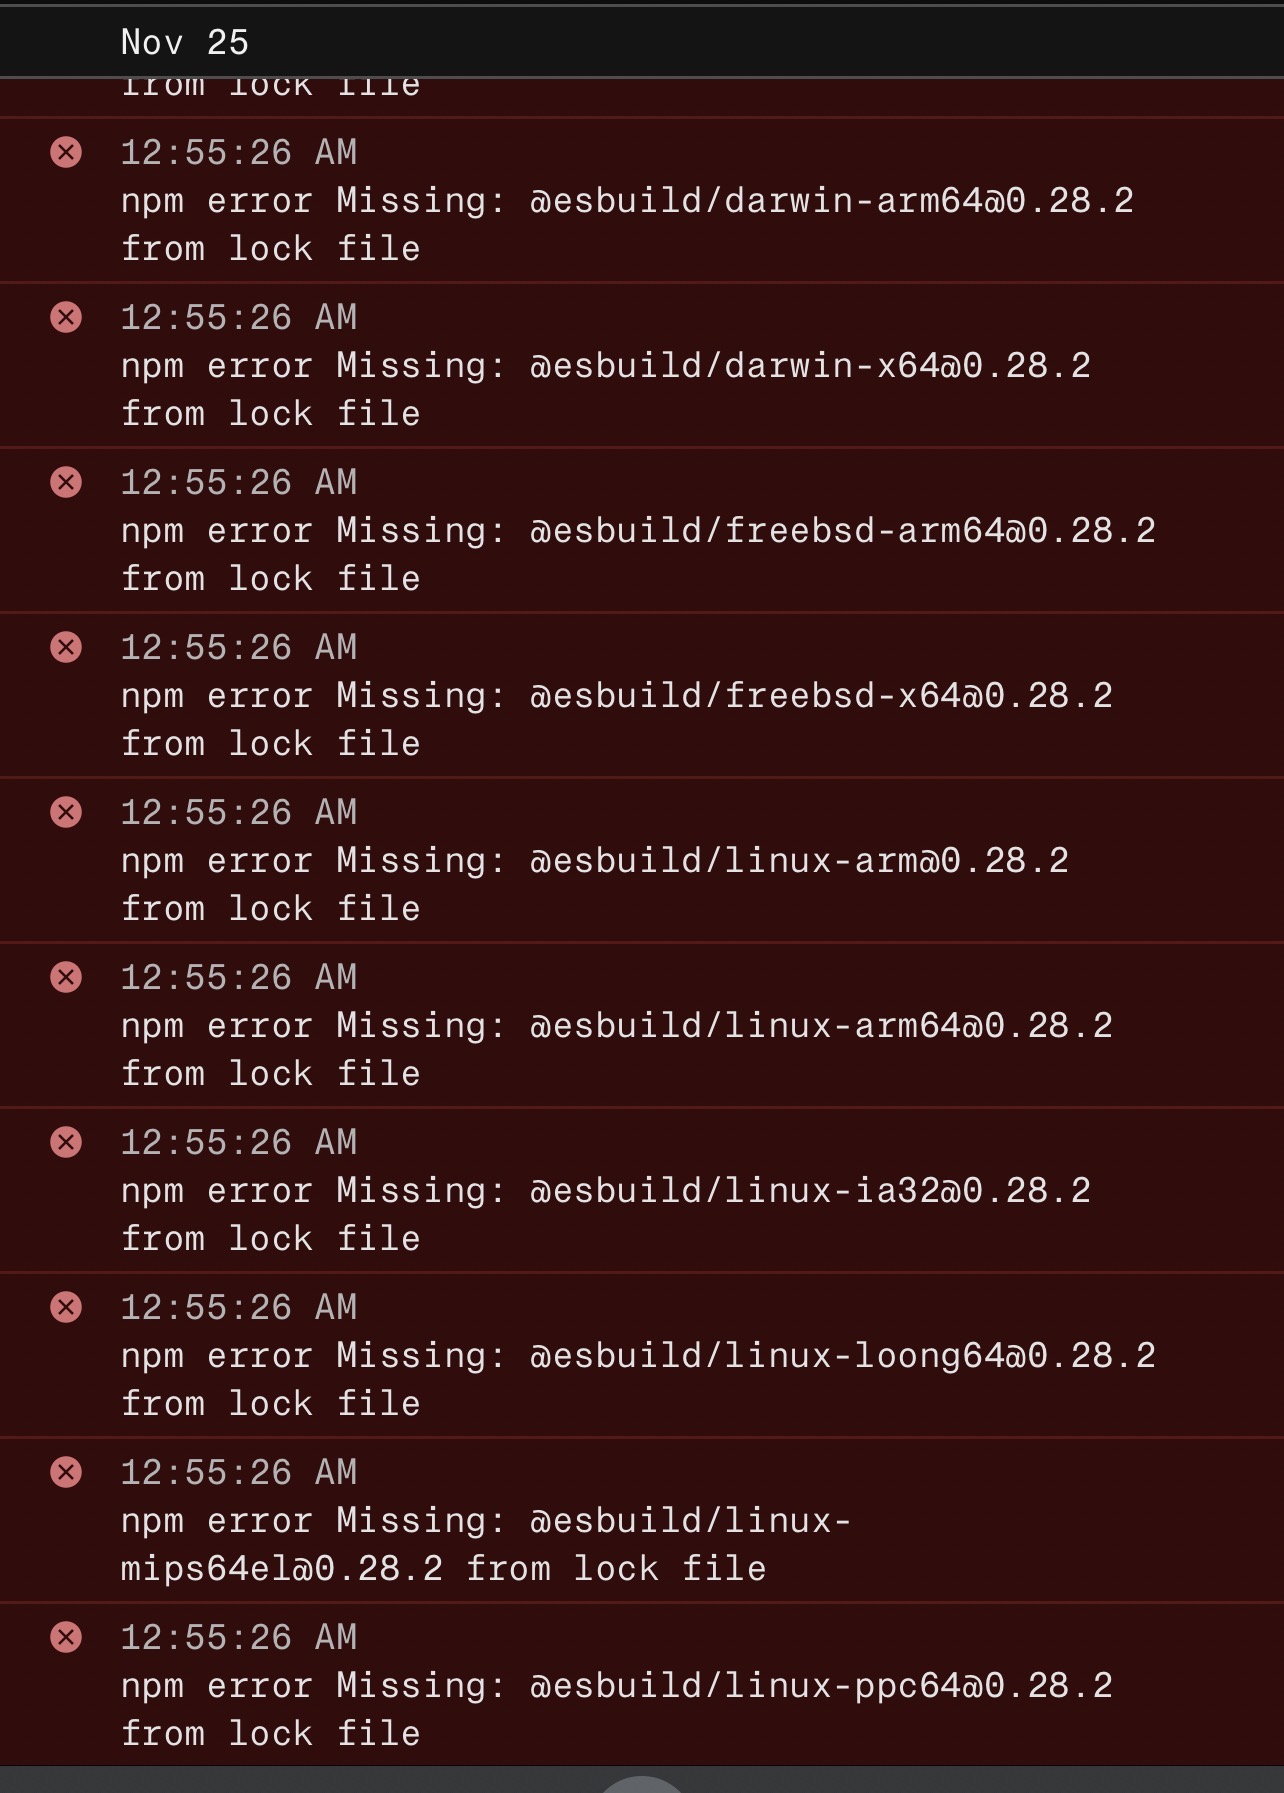 Nov 25
from lock file
12:55:26 AM
npm error Missing: @esbuild/darwin-arm64@0.28.2
from lock file
12:55:26 AM
npm error Missing: @esbuild/darwin-x64@0.28.2
from lock file
12:55:26 AM
npm error Missing: @esbuild/freebsd-arm64@0.28.2
from lock file
12:55:26 AM
npm error Missing: @esbuild/freebsd-x64@0.28.2
from lock file
12:55:26 AM
npm error Missing: @esbuild/linux-arm@0.28.2
from lock file
12:55:26 AM
npm error Missing: @esbuild/linux-arm64@0.28.2
from lock file
12:55:26 AM
npm error Missing: @esbuild/linux-ia32@0.28.2
from lock file
12:55:26 AM
npm error Missing: @esbuild/linux-loong64@0.28.2
from lock file
12:55:26 AM
npm error Missing: @esbuild/linux-
mips64el@0.28.2 from lock file
12:55:26 AM
npm error Missing: @esbuild/linux-ppc64@0.28.2
from lock file